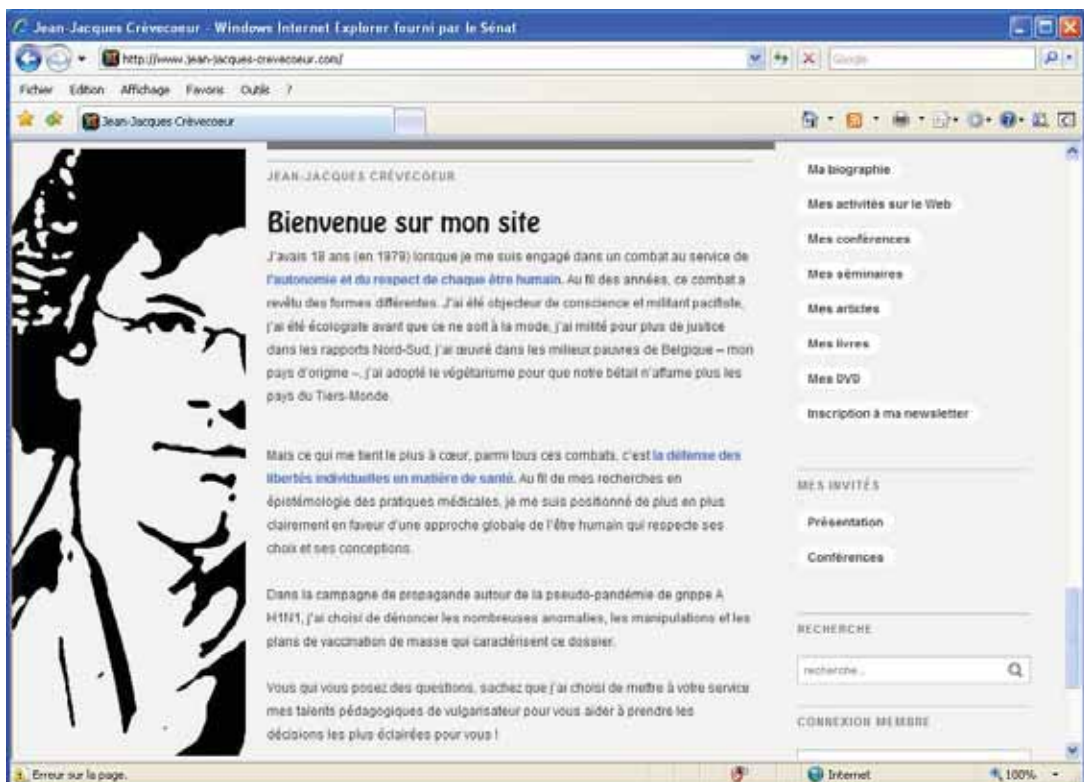 Jean-Jacques Crèvecoeur - Windows Internet Explorer fourni par le Sénat
http://www.jean-jacques-crevecoeur.com/
Google
Fichier Edition Affichage Favoris Outils ?
Jean-Jacques Crèvecoeur
JEAN-JACQUES CRÈVECOEUR
Bienvenue sur mon site
J'avais 18 ans (en 1979) lorsque je me suis engagé dans un combat au service de
l'autonomie et du respect de chaque être humain. Au fil des années, ce combat a
revêtu des formes différentes. J'ai été objecteur de conscience et militant pacifiste,
j'ai été écologiste avant que ce ne soit à la mode, j'ai milité pour plus de justice
dans les rapports Nord-Sud, j'ai œuvré dans les milieux pauvres de Belgique – mon
pays d'origine –, j'ai adopté le végétarisme pour que notre bétail n'affame plus les
pays du Tiers-Monde.
Mais ce qui me tient le plus à cœur, parmi tous ces combats, c'est la défense des
libertés individuelles en matière de santé. Au fil de mes recherches en
épistémologie des pratiques médicales, je me suis positionné de plus en plus
clairement en faveur d'une approche globale de l'être humain qui respecte ses
choix et ses conceptions.
Dans la campagne de propagande autour de la pseudo-pandémie de grippe A
H1N1, j'ai choisi de dénoncer les nombreuses anomalies, les manipulations et les
plans de vaccination de masse qui caractérisent ce dossier.
Vous qui vous posez des questions, sachez que j'ai choisi de mettre à votre service
mes talents pédagogiques de vulgarisateur pour vous aider à prendre les
décisions les plus éclairées pour vous !
Ma biographie
Mes activités sur le Web
Mes conférences
Mes séminaires
Mes articles
Mes livres
Mes DVD
Inscription à ma newsletter
MES INVITÉS
Présentation
Conférences
RECHERCHE
recherche...
CONNEXION MEMBRE
Erreur sur la page.
Internet
100%